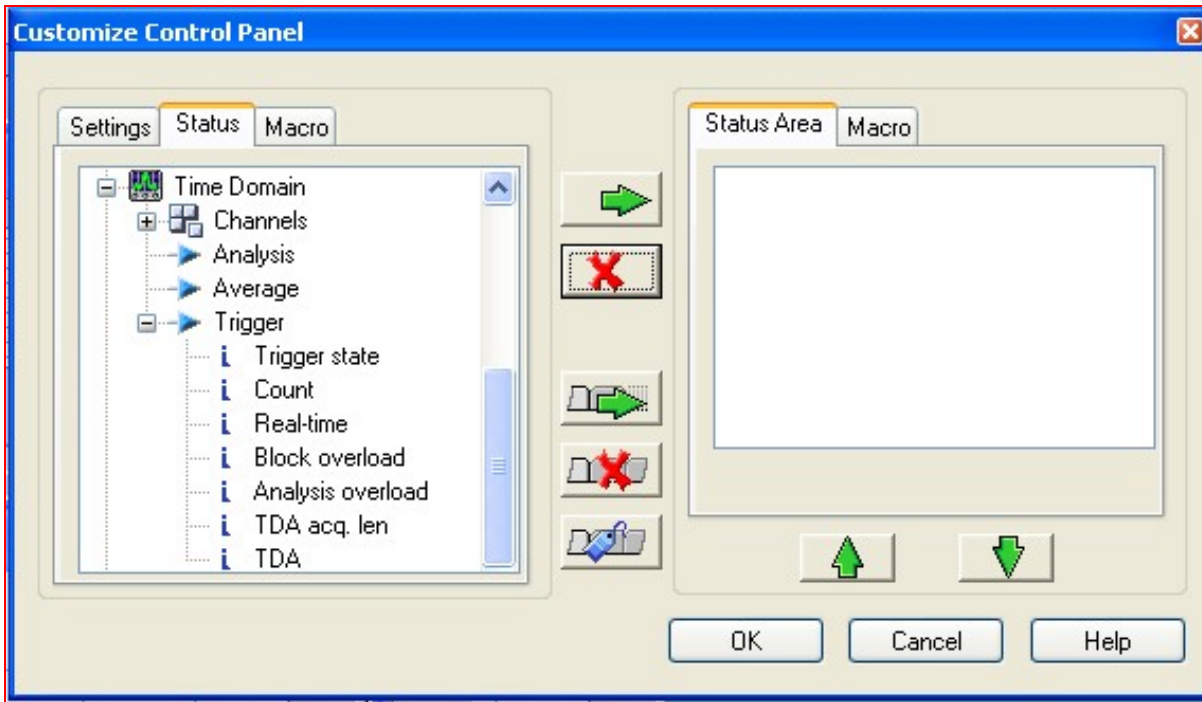 Customize Control Panel
Settings Status Macro
Time Domain
Channels
Analysis
Average
Trigger
Trigger state
Count
Real-time
Block overload
Analysis overload
TDA acq. len
TDA
Status Area Macro
OK Cancel Help